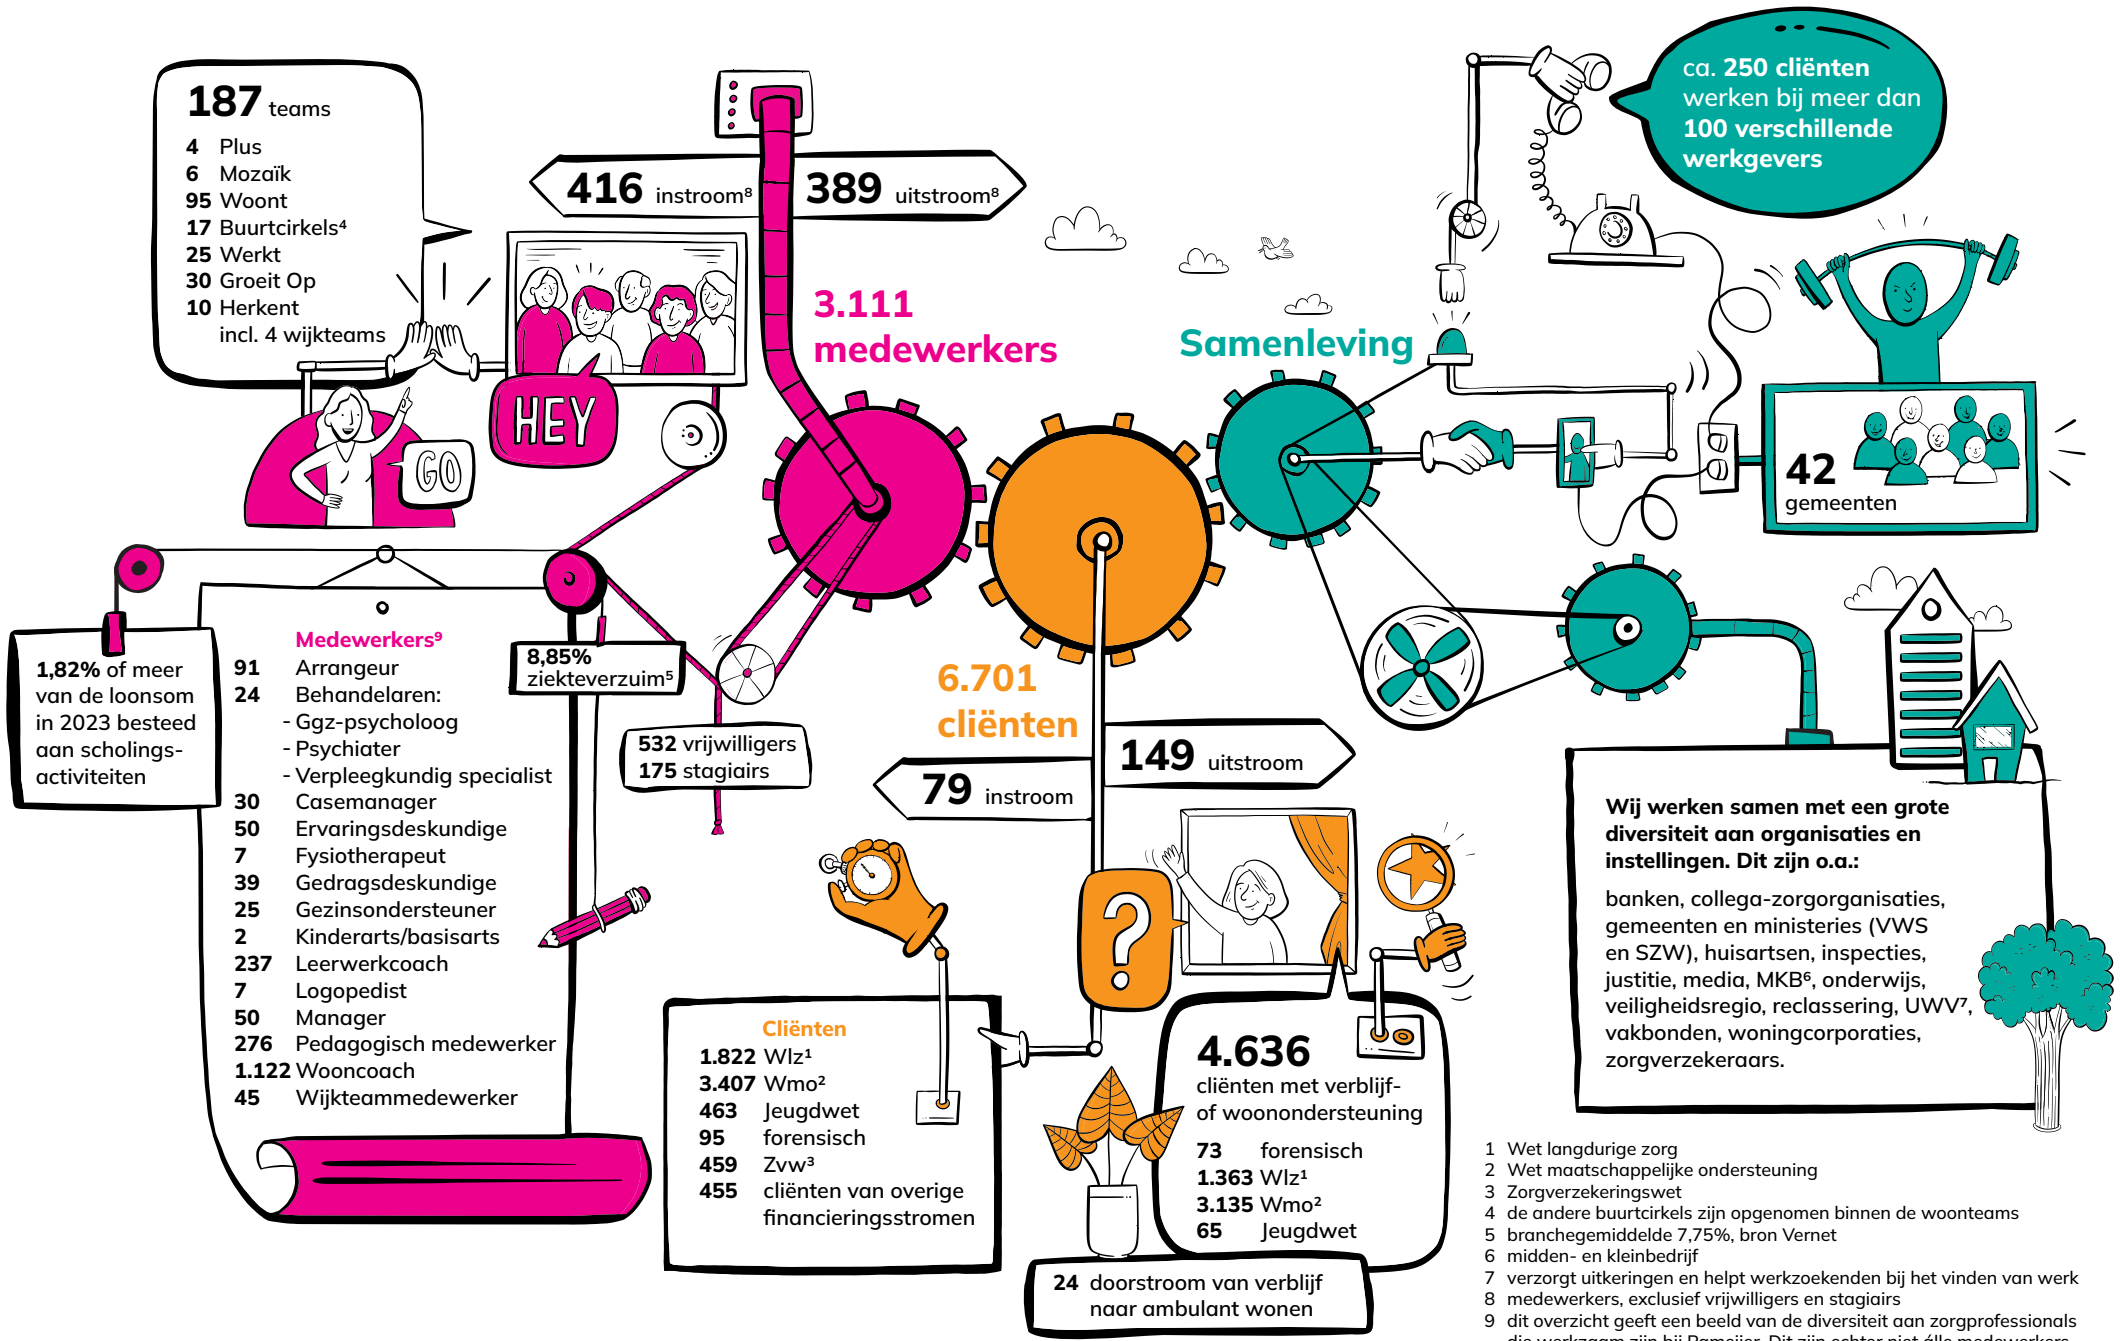 187 teams
4 Plus
6 Mozaïk
95 Woont
17 Buurtcirkels⁴
25 Werkt
30 Groeit Op
10 Herkent
incl. 4 wijkteams
416 instroom⁸
389 uitstroom⁸
3.111
medewerkers
HEY
GO
1,82% of meer
van de loonsom
in 2023 besteed
aan scholings-
activiteiten
Medewerkers⁹
91 Arrangeur
24 Behandelaren:
- Ggz-psycholoog
- Psychiater
- Verpleegkundig specialist
30 Casemanager
50 Ervaringsdeskundige
7 Fysiotherapeut
39 Gedragsdeskundige
25 Gezinsondersteuner
2 Kinderarts/basisarts
237 Leerwerkcoach
7 Logopedist
50 Manager
276 Pedagogisch medewerker
1.122 Wooncoach
45 Wijkteammedewerker
8,85%
ziekteverzuim⁵
532 vrijwilligers
175 stagiairs
6.701
cliënten
79 instroom
149 uitstroom
?
Cliënten
1.822 Wlz¹
3.407 Wmo²
463 Jeugdwet
95 forensisch
459 Zvw³
455 cliënten van overige
financieringsstromen
4.636
cliënten met verblijf-
of woonondersteuning
73 forensisch
1.363 Wlz¹
3.135 Wmo²
65 Jeugdwet
24 doorstroom van verblijf
naar ambulant wonen
Samenleving
ca. 250 cliënten
werken bij meer dan
100 verschillende
werkgevers
42
gemeenten
Wij werken samen met een grote
diversiteit aan organisaties en
instellingen. Dit zijn o.a.:
banken, collega-zorgorganisaties,
gemeenten en ministeries (VWS
en SZW), huisartsen, inspecties,
justitie, media, MKB⁶, onderwijs,
veiligheidsregio, reclassering, UWV⁷,
vakbonden, woningcorporaties,
zorgverzekeraars.
1 Wet langdurige zorg
2 Wet maatschappelijke ondersteuning
3 Zorgverzekeringswet
4 de andere buurtcirkels zijn opgenomen binnen de woonteams
5 branchegemiddelde 7,75%, bron Vernet
6 midden- en kleinbedrijf
7 verzorgt uitkeringen en helpt werkzoekenden bij het vinden van werk
8 medewerkers, exclusief vrijwilligers en stagiairs
9 dit overzicht geeft een beeld van de diversiteit aan zorgprofessionals
die werkzaam zijn bij Pameijer. Dit zijn echter niet álle medewerkers